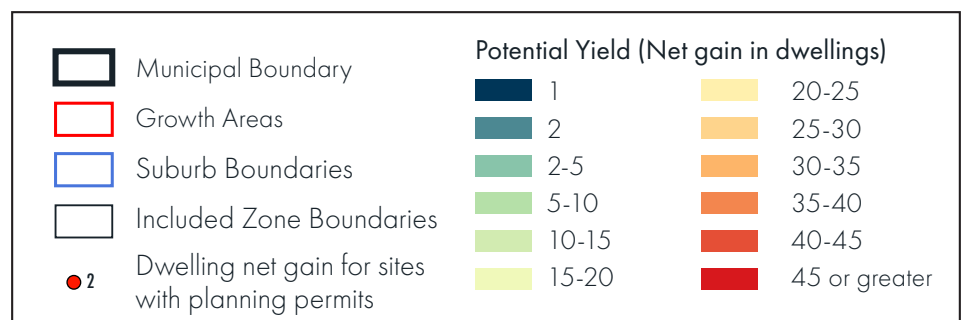 Municipal Boundary
Growth Areas
Suburb Boundaries
Included Zone Boundaries
2
Dwelling net gain for sites
with planning permits
Potential Yield (Net gain in dwellings)
1
2
2-5
5-10
10-15
15-20
20-25
25-30
30-35
35-40
40-45
45 or greater